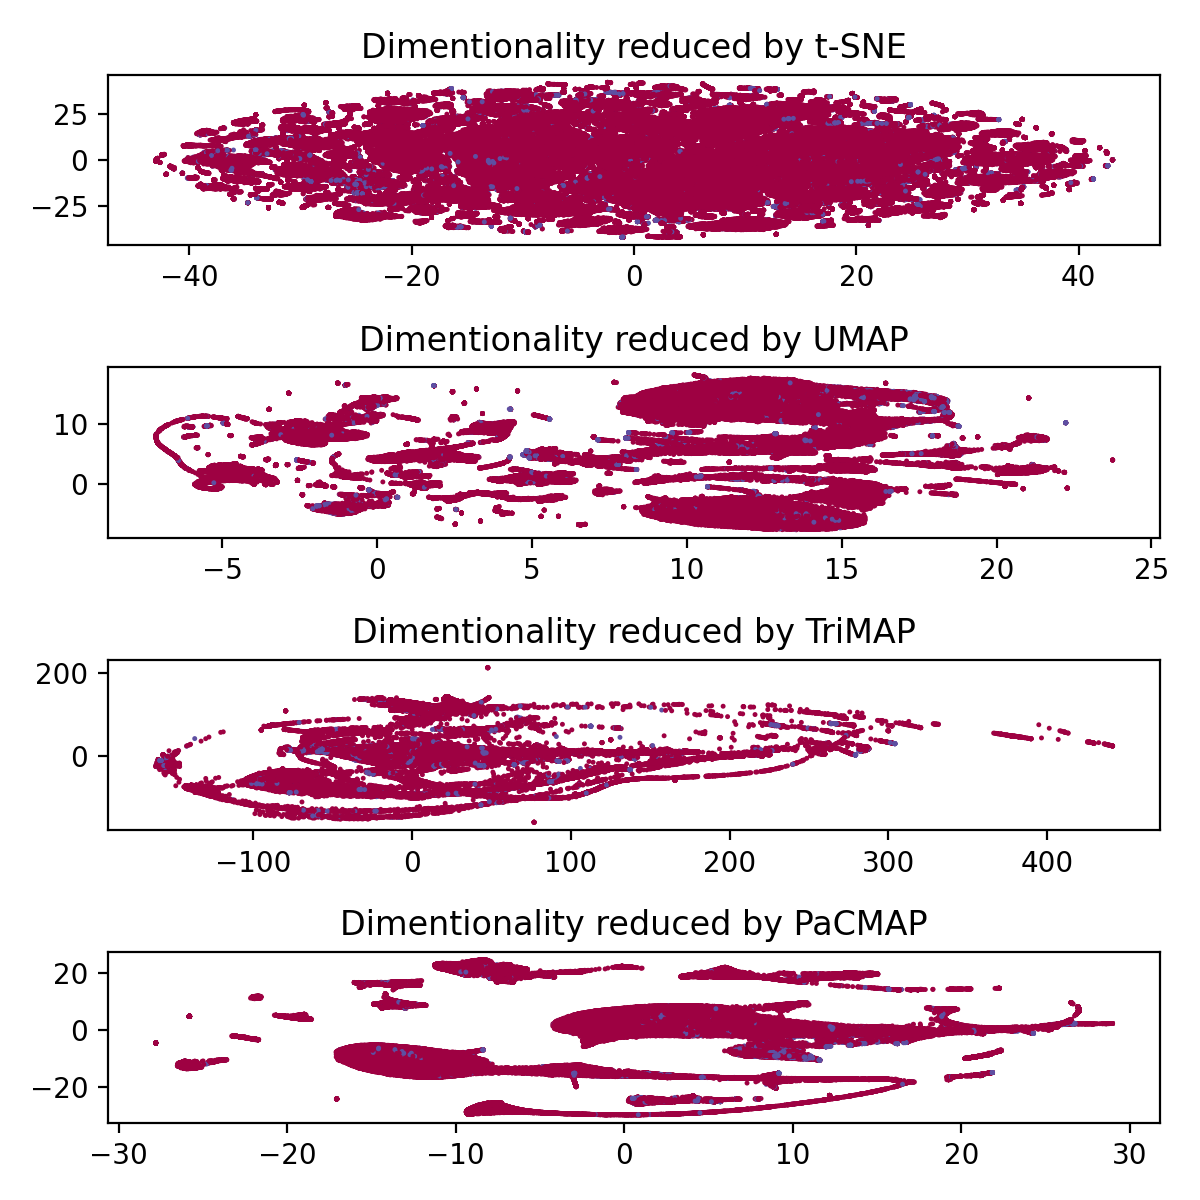 Dimentionality reduced by t-SNE
25
0
−25
−40 −20 0 20 40
Dimentionality reduced by UMAP
10
0
−5 0 5 10 15 20 25
Dimentionality reduced by TriMAP
200
0
−100 0 100 200 300 400
Dimentionality reduced by PaCMAP
20
0
−20
−30 −20 −10 0 10 20 30